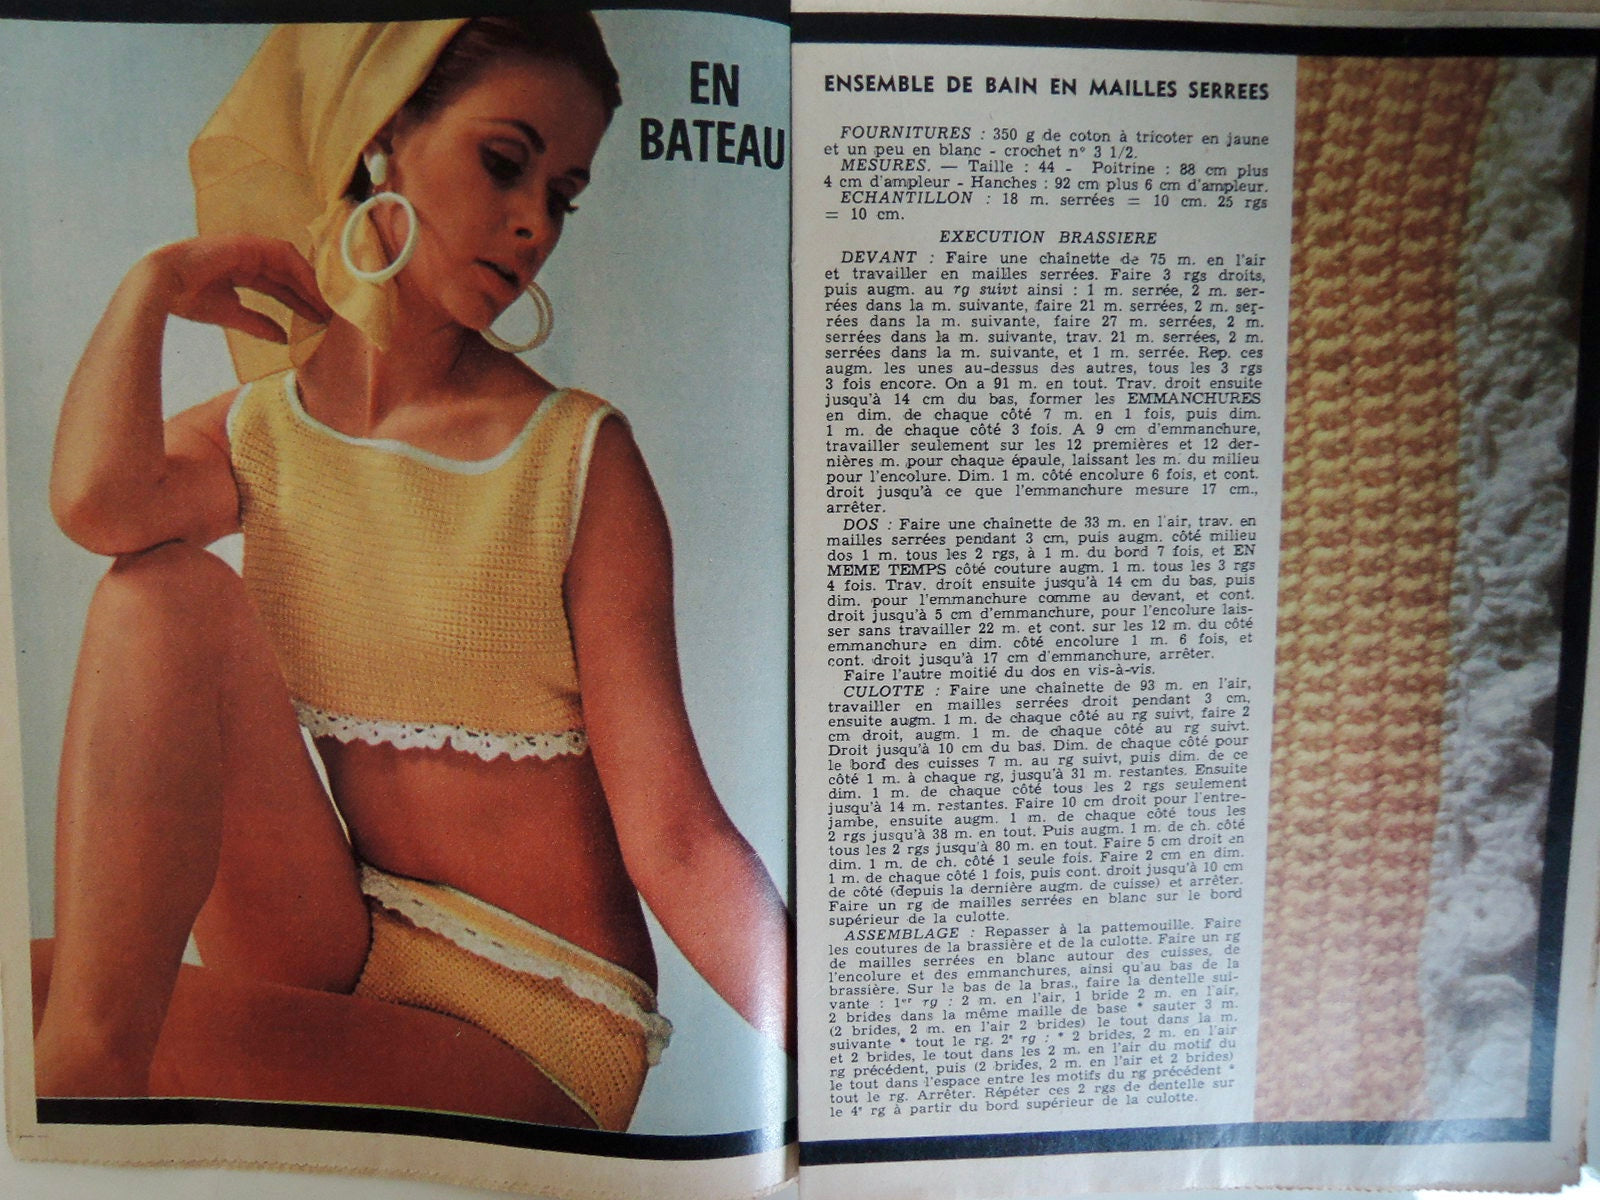 EN
BATEAU
ENSEMBLE DE BAIN EN MAILLES SERREES
FOURNITURES : 350 g de coton à tricoter en jaune
et un peu en blanc - crochet n° 3 1/2.
MESURES. — Taille : 44 - Poitrine : 88 cm plus
4 cm d'ampleur - Hanches : 92 cm plus 6 cm d'ampleur.
ECHANTILLON : 18 m. serrées = 10 cm. 25 rgs
= 10 cm.
EXECUTION BRASSIERE
DEVANT : Faire une chaînette de 75 m. en l'air
et travailler en mailles serrées. Faire 3 rgs droits,
puis augm. au rg suivt ainsi : 1 m. serrée, 2 m. ser-
rées dans la m. suivante, faire 21 m. serrées, 2 m. ser-
rées dans la m. suivante, faire 27 m. serrées, 2 m.
serrées dans la m. suivante, trav. 21 m. serrées, 2 m.
serrées dans la m. suivante, et 1 m. serrée. Rep. ces
augm. les unes au-dessus des autres, tous les 3 rgs
3 fois encore. On a 91 m. en tout. Trav. droit ensuite
jusqu'à 14 cm du bas, former les EMMANCHURES
en dim. de chaque côté 7 m. en 1 fois, puis dim.
1 m. de chaque côté 3 fois. A 9 cm d'emmanchure,
travailler seulement sur les 12 premières et 12 der-
nières m. pour chaque épaule, laissant les m. du milieu
pour l'encolure. Dim. 1 m. côté encolure 6 fois, et cont.
droit jusqu'à ce que l'emmanchure mesure 17 cm.,
arrêter.
DOS : Faire une chaînette de 33 m. en l'air, trav. en
mailles serrées pendant 3 cm, puis augm. côté milieu
dos 1 m. tous les 2 rgs, à 1 m. du bord 7 fois, et EN
MEME TEMPS côté couture augm. 1 m. tous les 3 rgs
4 fois. Trav. droit ensuite jusqu'à 14 cm du bas, puis
dim. pour l'emmanchure comme au devant, et cont.
droit jusqu'à 5 cm d'emmanchure, pour l'encolure lais-
ser sans travailler 22 m. et cont. sur les 12 m. du côté
emmanchure en dim. côté encolure 1 m. 6 fois, et
cont. droit jusqu'à 17 cm d'emmanchure, arrêter.
Faire l'autre moitié du dos en vis-à-vis.
CULOTTE : Faire une chaînette de 93 m. en l'air,
travailler en mailles serrées droit pendant 3 cm,
ensuite augm. 1 m. de chaque côté au rg suivt, faire 2
cm droit, augm. 1 m. de chaque côté au rg suivt.
Droit jusqu'à 10 cm du bas. Dim. de chaque côté pour
le bord des cuisses 7 m. au rg suivt, puis dim. de ce
côté 1 m. à chaque rg, jusqu'à 31 m. restantes. Ensuite
dim. 1 m. de chaque côté tous les 2 rgs seulement
jusqu'à 14 m. restantes. Faire 10 cm droit pour l'entre-
jambe, ensuite augm. 1 m. de chaque côté tous les
2 rgs jusqu'à 38 m. en tout. Puis augm. 1 m. de ch. côté
tous les 2 rgs jusqu'à 80 m. en tout. Faire 5 cm droit en
dim. 1 m. de ch. côté 1 seule fois. Faire 2 cm en dim.
1 m. de chaque côté 1 fois, puis cont. droit jusqu'à 10 cm
de côté (depuis la dernière augm. de cuisse) et arrêter.
Faire un rg de mailles serrées en blanc sur le bord
supérieur de la culotte.
ASSEMBLAGE : Repasser à la pattemouille. Faire
les coutures de la brassière et de la culotte. Faire un rg
de mailles serrées en blanc autour des cuisses, de
l'encolure et des emmanchures, ainsi qu'au bas de la
brassière. Sur le bas de la bras., faire la dentelle sui-
vante : 1er rg : 2 m. en l'air, 1 bride 2 m. en l'air,
2 brides dans la même maille de base * sauter 3 m.
(2 brides, 2 m. en l'air 2 brides) le tout dans la m.
suivante * tout le rg. 2e rg : * 2 brides, 2 m. en l'air
et 2 brides, le tout dans les 2 m. en l'air du motif du
rg précédent, puis (2 brides, 2 m. en l'air et 2 brides)
le tout dans l'espace entre les motifs du rg précédent *
tout le rg. Arrêter. Répéter ces 2 rgs de dentelle sur
le 4e rg à partir du bord supérieur de la culotte.